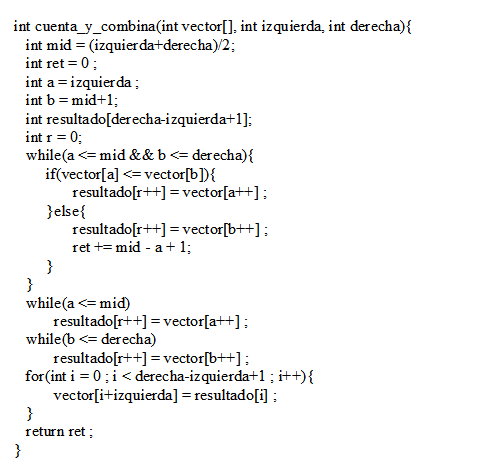 int cuenta_y_combina(int vector[], int izquierda, int derecha){
int mid = (izquierda+derecha)/2;
int ret = 0 ;
int a = izquierda ;
int b = mid+1;
int resultado[derecha-izquierda+1];
int r = 0;
while(a <= mid && b <= derecha){
if(vector[a] <= vector[b]){
resultado[r++] = vector[a++] ;
}else{
resultado[r++] = vector[b++] ;
ret += mid - a + 1;
}
}
while(a <= mid)
resultado[r++] = vector[a++] ;
while(b <= derecha)
resultado[r++] = vector[b++] ;
for(int i = 0 ; i < derecha-izquierda+1 ; i++){
vector[i+izquierda] = resultado[i] ;
}
return ret ;
}